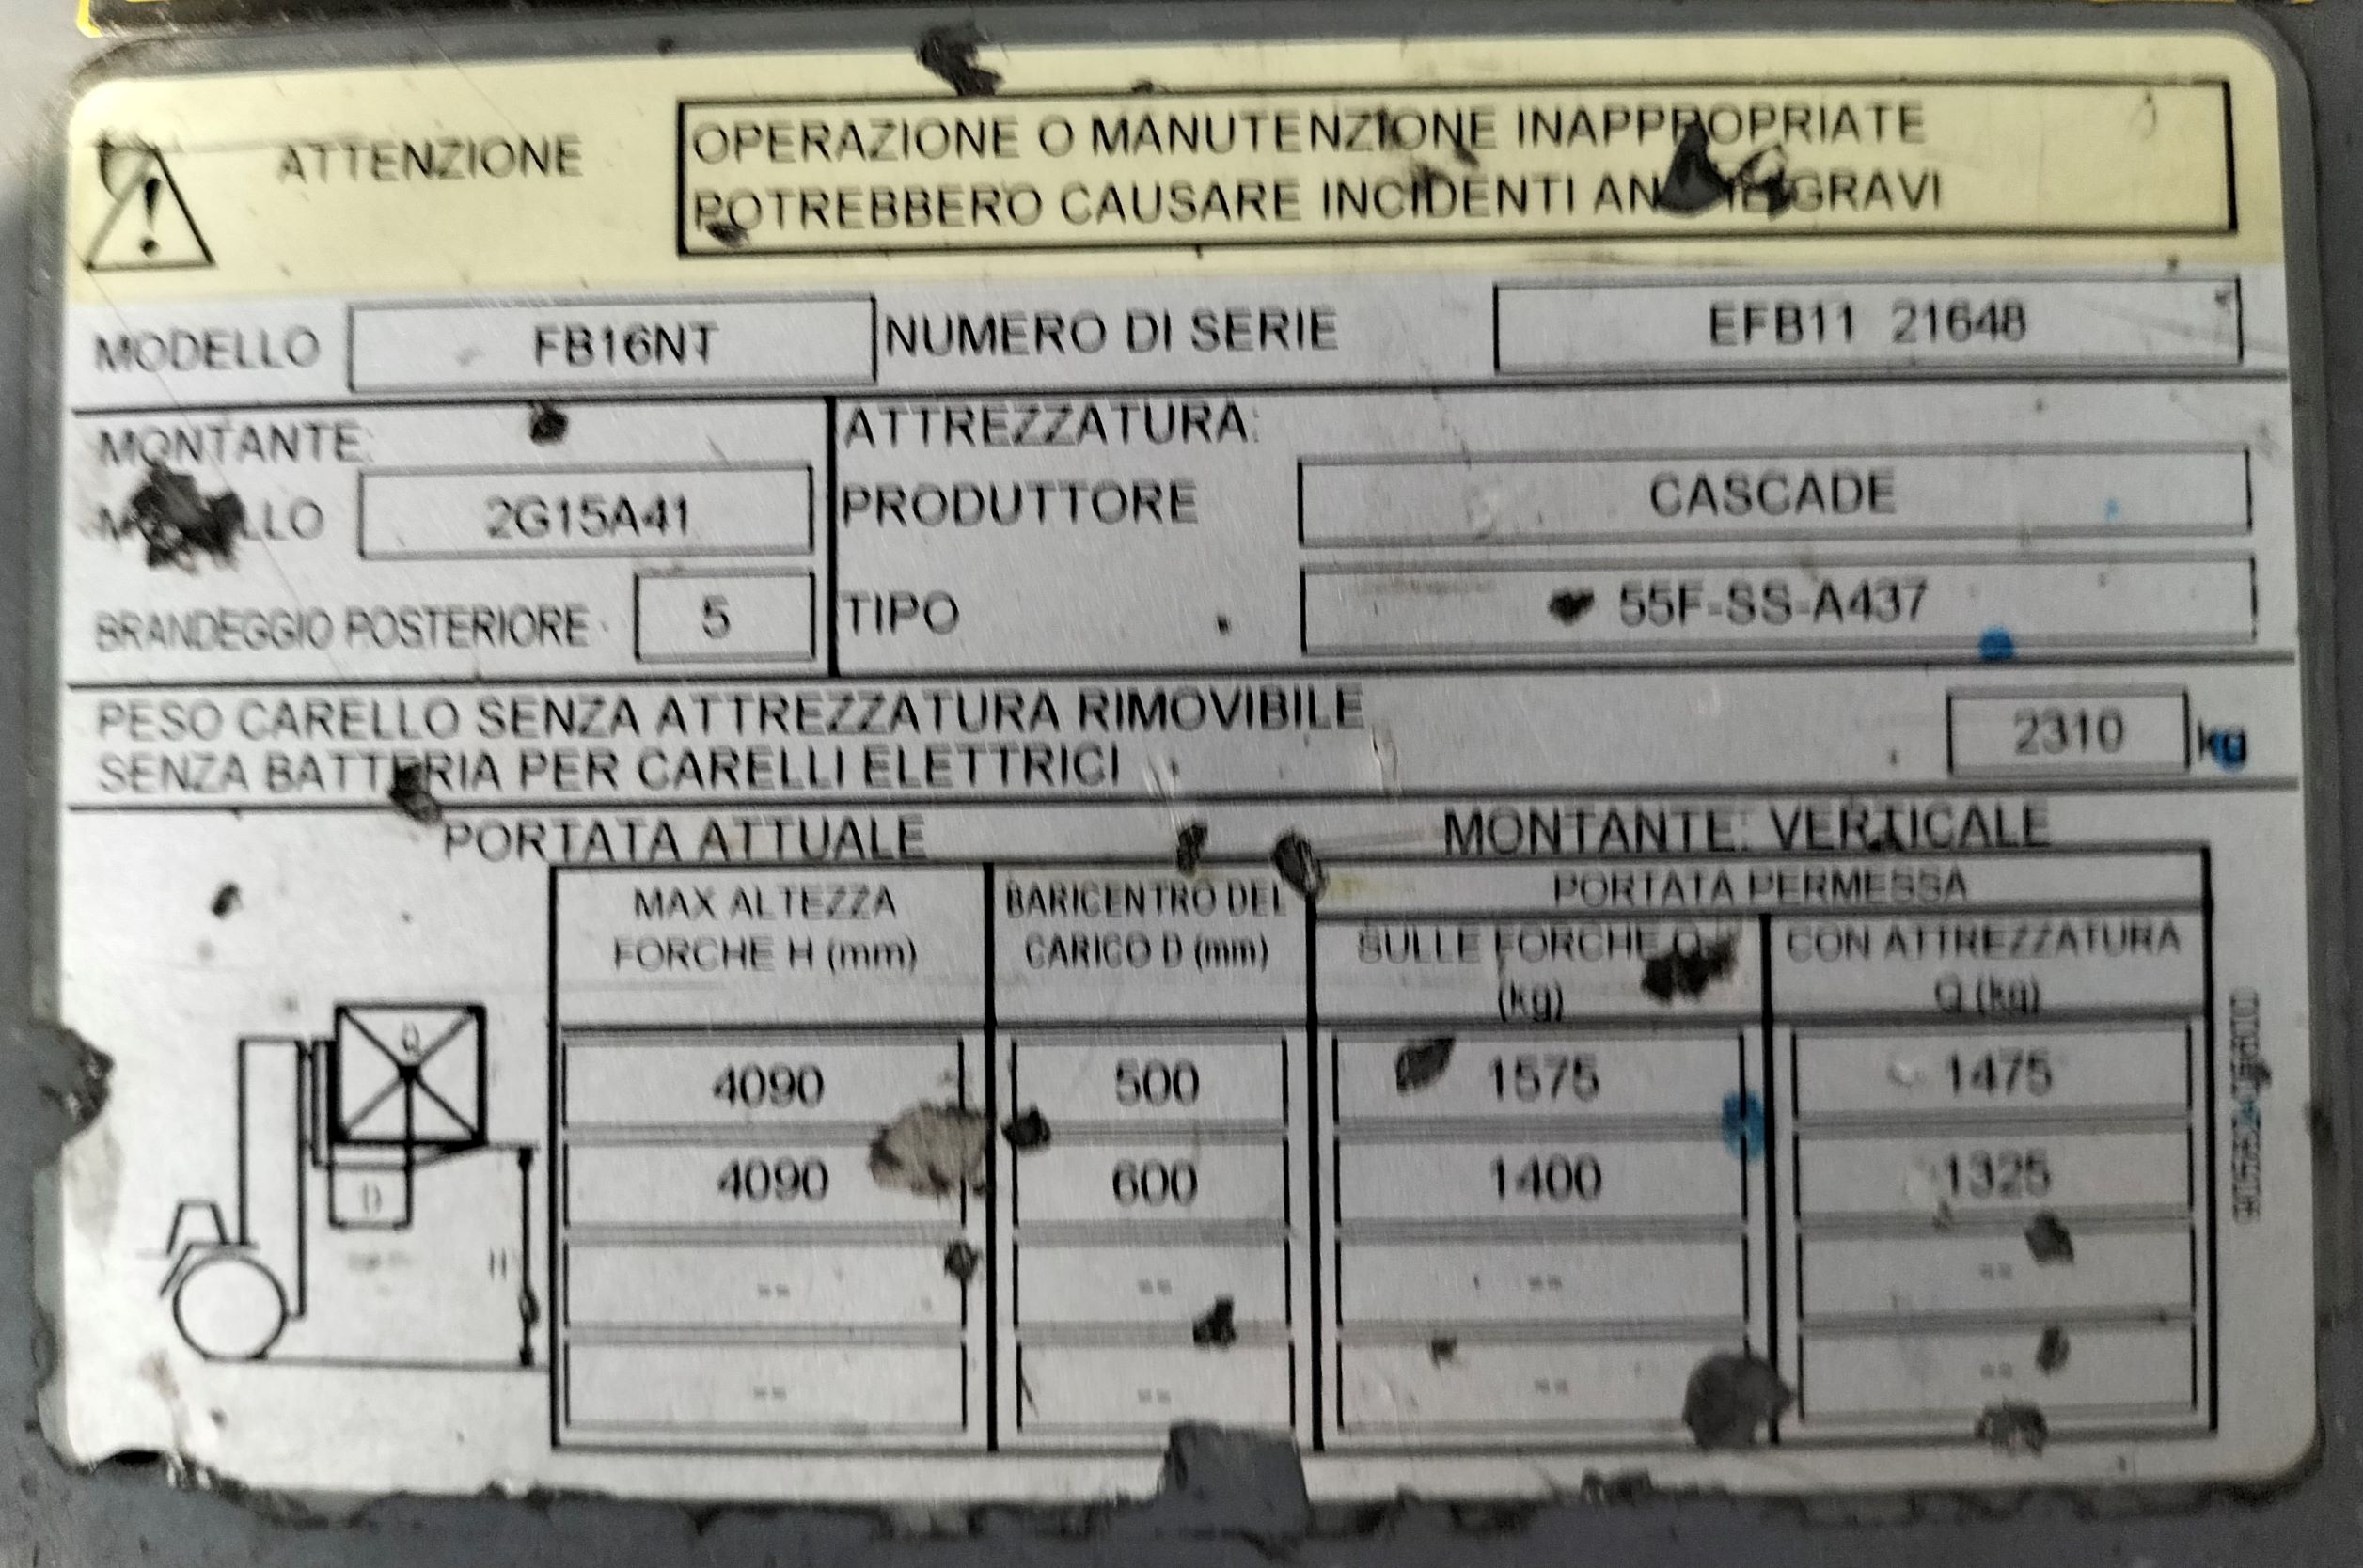 ATTENZIONE
OPERAZIONE O MANUTENZIONE INAPPROPRIATE
POTREBBERO CAUSARE INCIDENTI ANCHE GRAVI
MODELLO FB16NT NUMERO DI SERIE EFB11 21648
MONTANTE:
MODELLO 2G15A41
BRANDEGGIO POSTERIORE 5
ATTREZZATURA:
PRODUTTORE CASCADE
TIPO 55F-SS-A437
PESO CARELLO SENZA ATTREZZATURA RIMOVIBILE
SENZA BATTERIA PER CARELLI ELETTRICI
2310 kg
PORTATA ATTUALE MONTANTE: VERTICALE
MAX ALTEZZA
FORCHE H (mm)
BARICENTRO DEL
CARICO D (mm)
PORTATA PERMESSA
SULLE FORCHE Q
(kg)
CON ATTREZZATURA
Q (kg)
4090 500 1575 1475
4090 600 1400 1325
-- -- -- --
-- -- -- --
Q
D
H